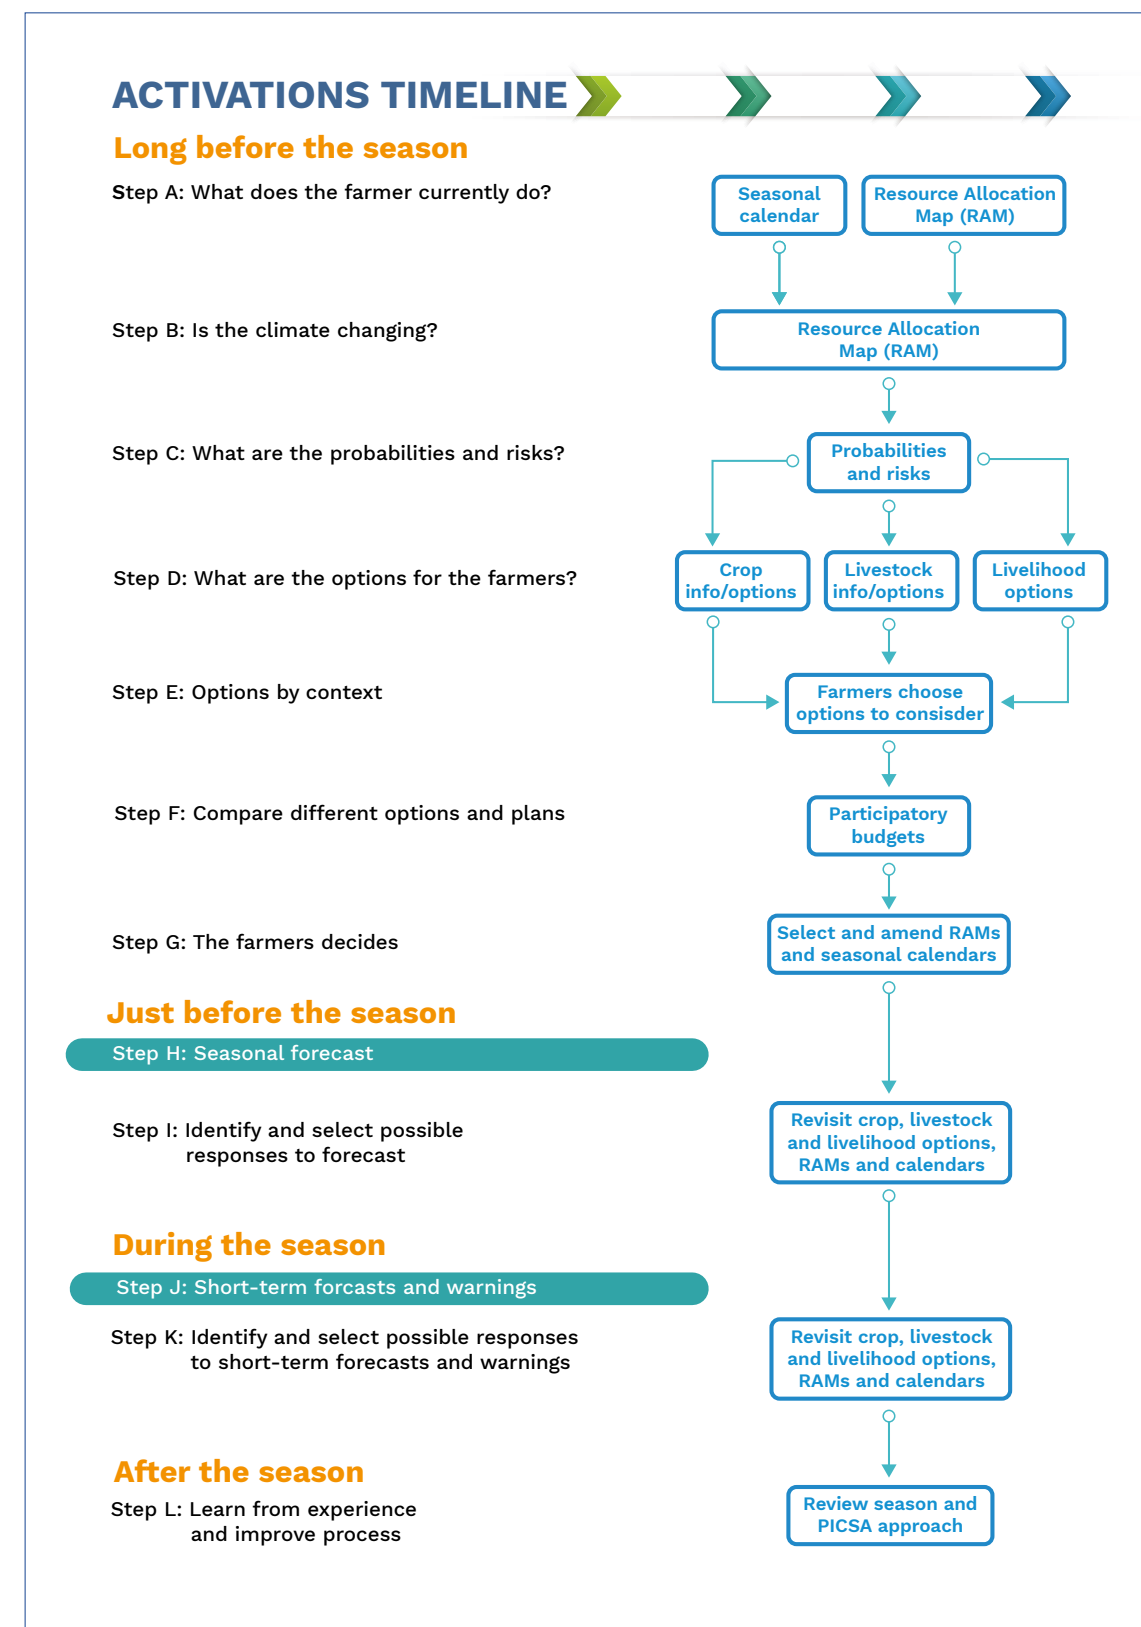 ACTIVATIONS TIMELINE
Long before the season
Step A: What does the farmer currently do?
Seasonal
calendar
Resource Allocation
Map (RAM)
Step B: Is the climate changing?
Resource Allocation
Map (RAM)
Step C: What are the probabilities and risks?
Probabilities
and risks
Step D: What are the options for the farmers?
Crop
info/options
Livestock
info/options
Livelihood
options
Step E: Options by context
Farmers choose
options to consisder
Step F: Compare different options and plans
Participatory
budgets
Step G: The farmers decides
Select and amend RAMs
and seasonal calendars
Just before the season
Step H: Seasonal forecast
Step I: Identify and select possible
responses to forecast
Revisit crop, livestock
and livelihood options,
RAMs and calendars
During the season
Step J: Short-term forcasts and warnings
Step K: Identify and select possible responses
to short-term forecasts and warnings
Revisit crop, livestock
and livelihood options,
RAMs and calendars
After the season
Step L: Learn from experience
and improve process
Review season and
PICSA approach